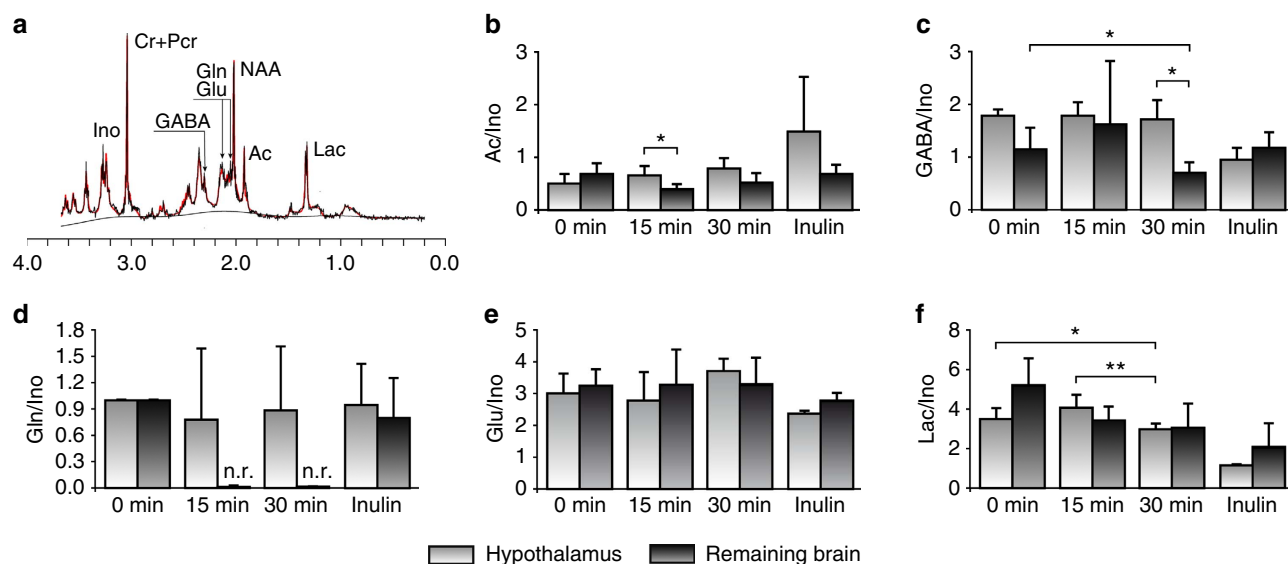 a
Cr+Pcr
Gln
Glu
NAA
GABA
Ino
Ac
Lac
4.0 3.0 2.0 1.0 0.0
b
Ac/Ino
3
2
1
0
*
0 min 15 min 30 min Inulin
c
GABA/Ino
3
2
1
0
*
*
0 min 15 min 30 min Inulin
d
Gln/Ino
1.8
1.5
1.2
0.9
0.6
0.3
0.0
n.r. n.r.
0 min 15 min 30 min Inulin
e
Glu/Ino
5
4
3
2
1
0
0 min 15 min 30 min Inulin
f
Lac/Ino
8
6
4
2
0
*
**
0 min 15 min 30 min Inulin
Hypothalamus Remaining brain